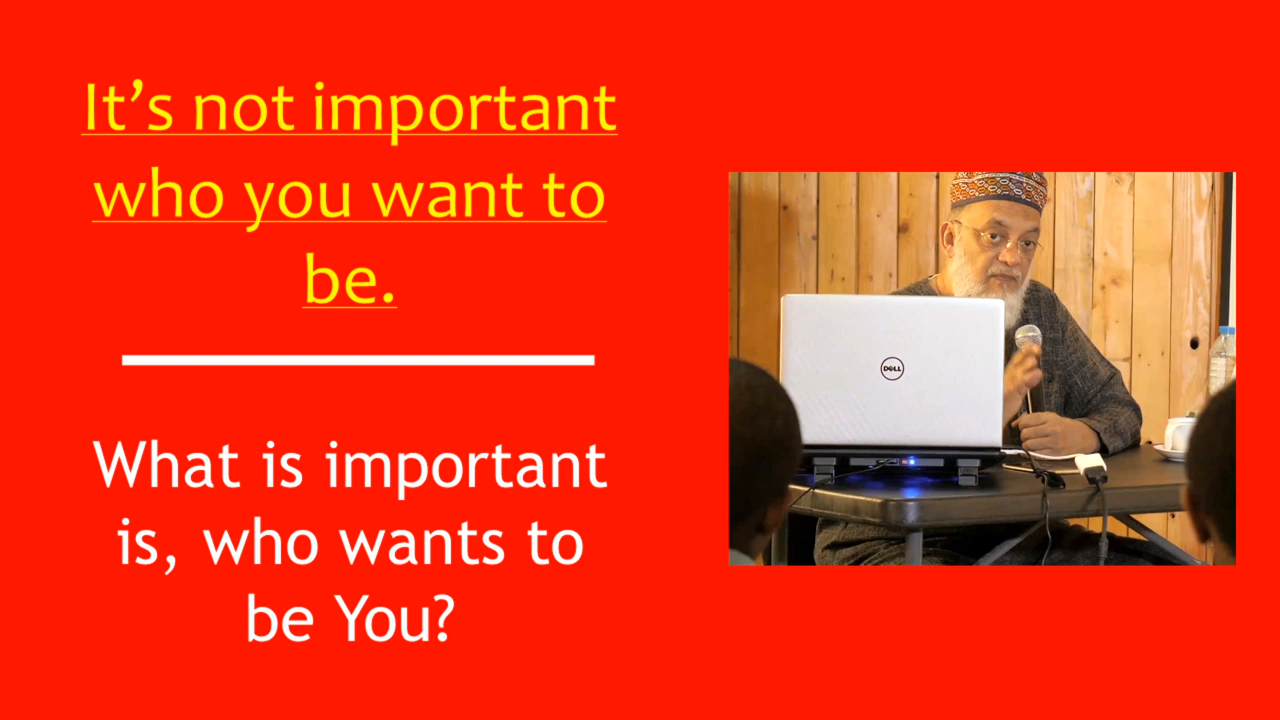 It’s not important
who you want to
be.
What is important
is, who wants to
be You?
DELL